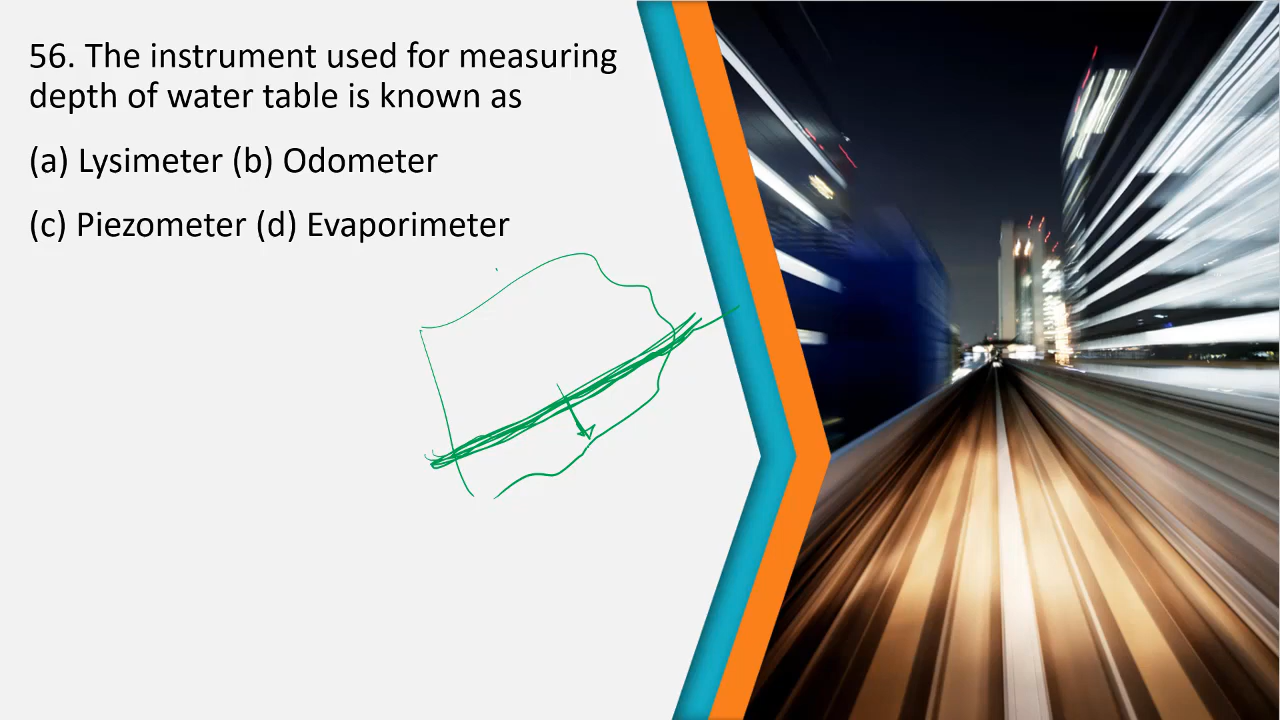 56. The instrument used for measuring
depth of water table is known as
(a) Lysimeter (b) Odometer
(c) Piezometer (d) Evaporimeter